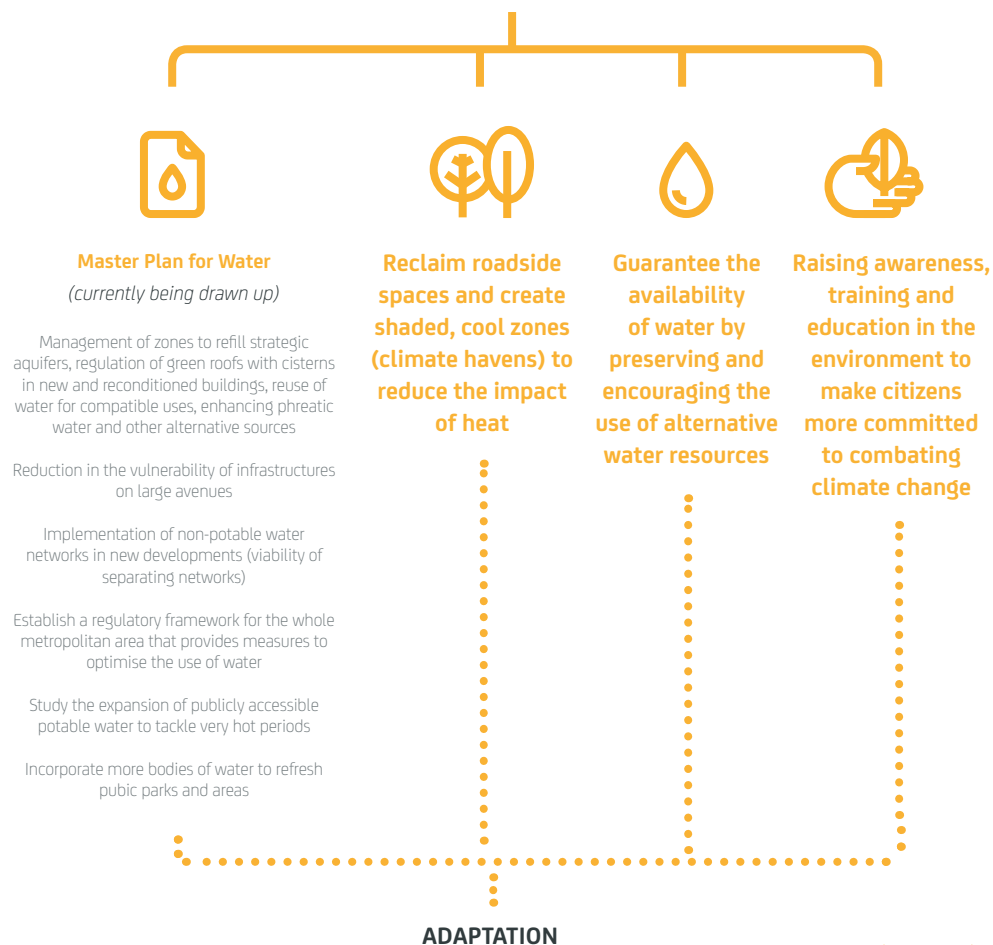 Master Plan for Water
(currently being drawn up)
Management of zones to refill strategic
aquifers, regulation of green roofs with cisterns
in new and reconditioned buildings, reuse of
water for compatible uses, enhancing phreatic
water and other alternative sources
Reduction in the vulnerability of infrastructures
on large avenues
Implementation of non-potable water
networks in new developments (viability of
separating networks)
Establish a regulatory framework for the whole
metropolitan area that provides measures to
optimise the use of water
Study the expansion of publicly accessible
potable water to tackle very hot periods
Incorporate more bodies of water to refresh
pubic parks and areas
Reclaim roadside
spaces and create
shaded, cool zones
(climate havens) to
reduce the impact
of heat
Guarantee the
availability
of water by
preserving and
encouraging the
use of alternative
water resources
Raising awareness,
training and
education in the
environment to
make citizens
more committed
to combating
climate change
ADAPTATION